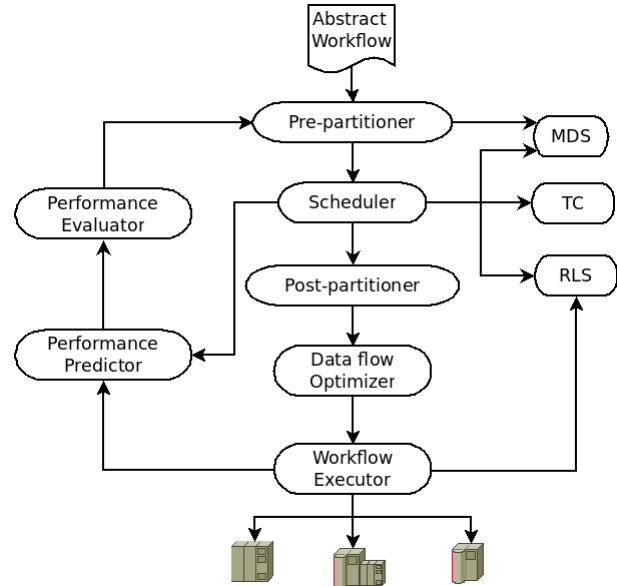 Abstract
Workflow
Pre-partitioner
MDS
Performance
Evaluator
Scheduler
TC
Post-partitioner
RLS
Performance
Predictor
Data flow
Optimizer
Workflow
Executor